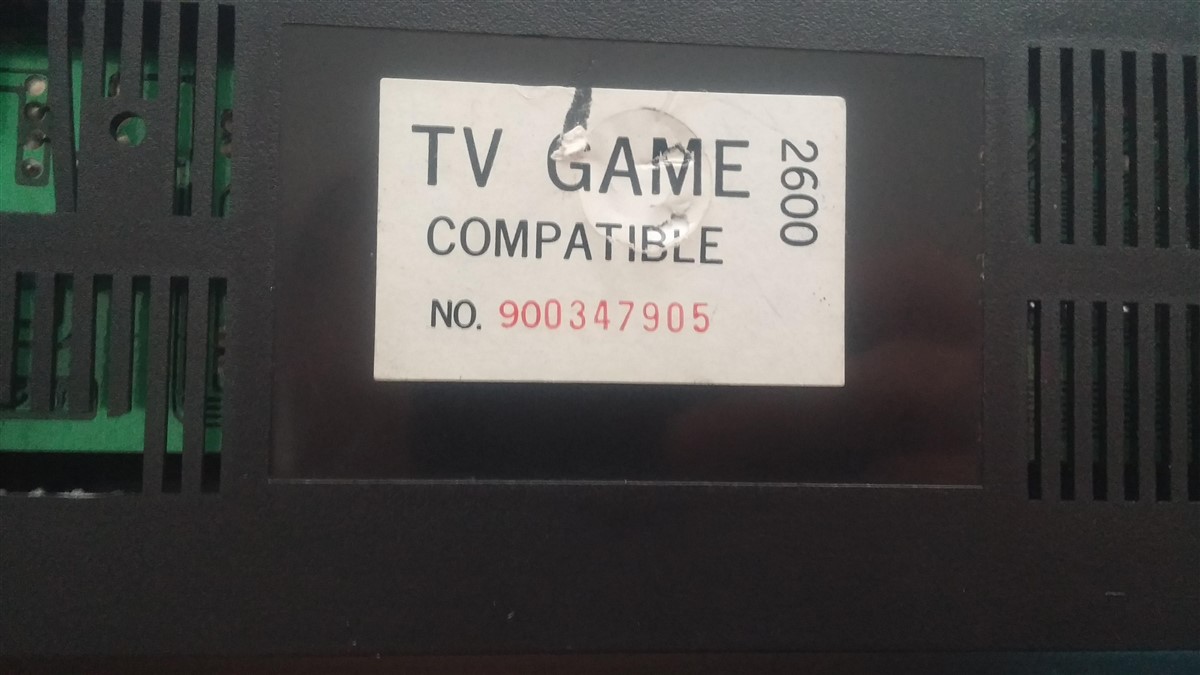 TV GAME
COMPATIBLE
NO. 900347905
2600